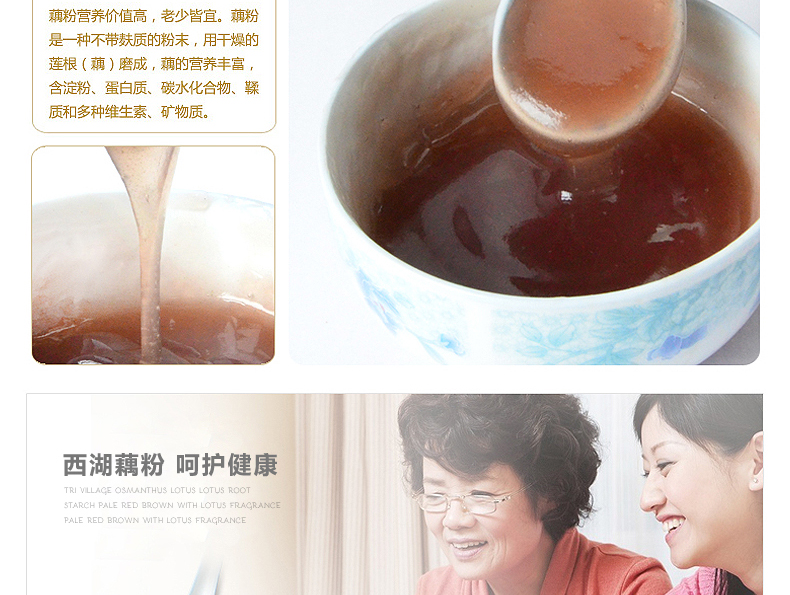 藕粉营养价值高，老少皆宜。藕粉
是一种不带麸质的粉末，用干燥的
莲根（藕）磨成，藕的营养丰富，
含淀粉、蛋白质、碳水化合物、鞣
质和多种维生素、矿物质。
西湖藕粉 呵护健康
TRI VILLAGE OSMANTHUS LOTUS LOTUS ROOT
STARCH PALE RED BROWN WITH LOTUS FRAGRANCE
PALE RED BROWN WITH LOTUS FRAGRANCE